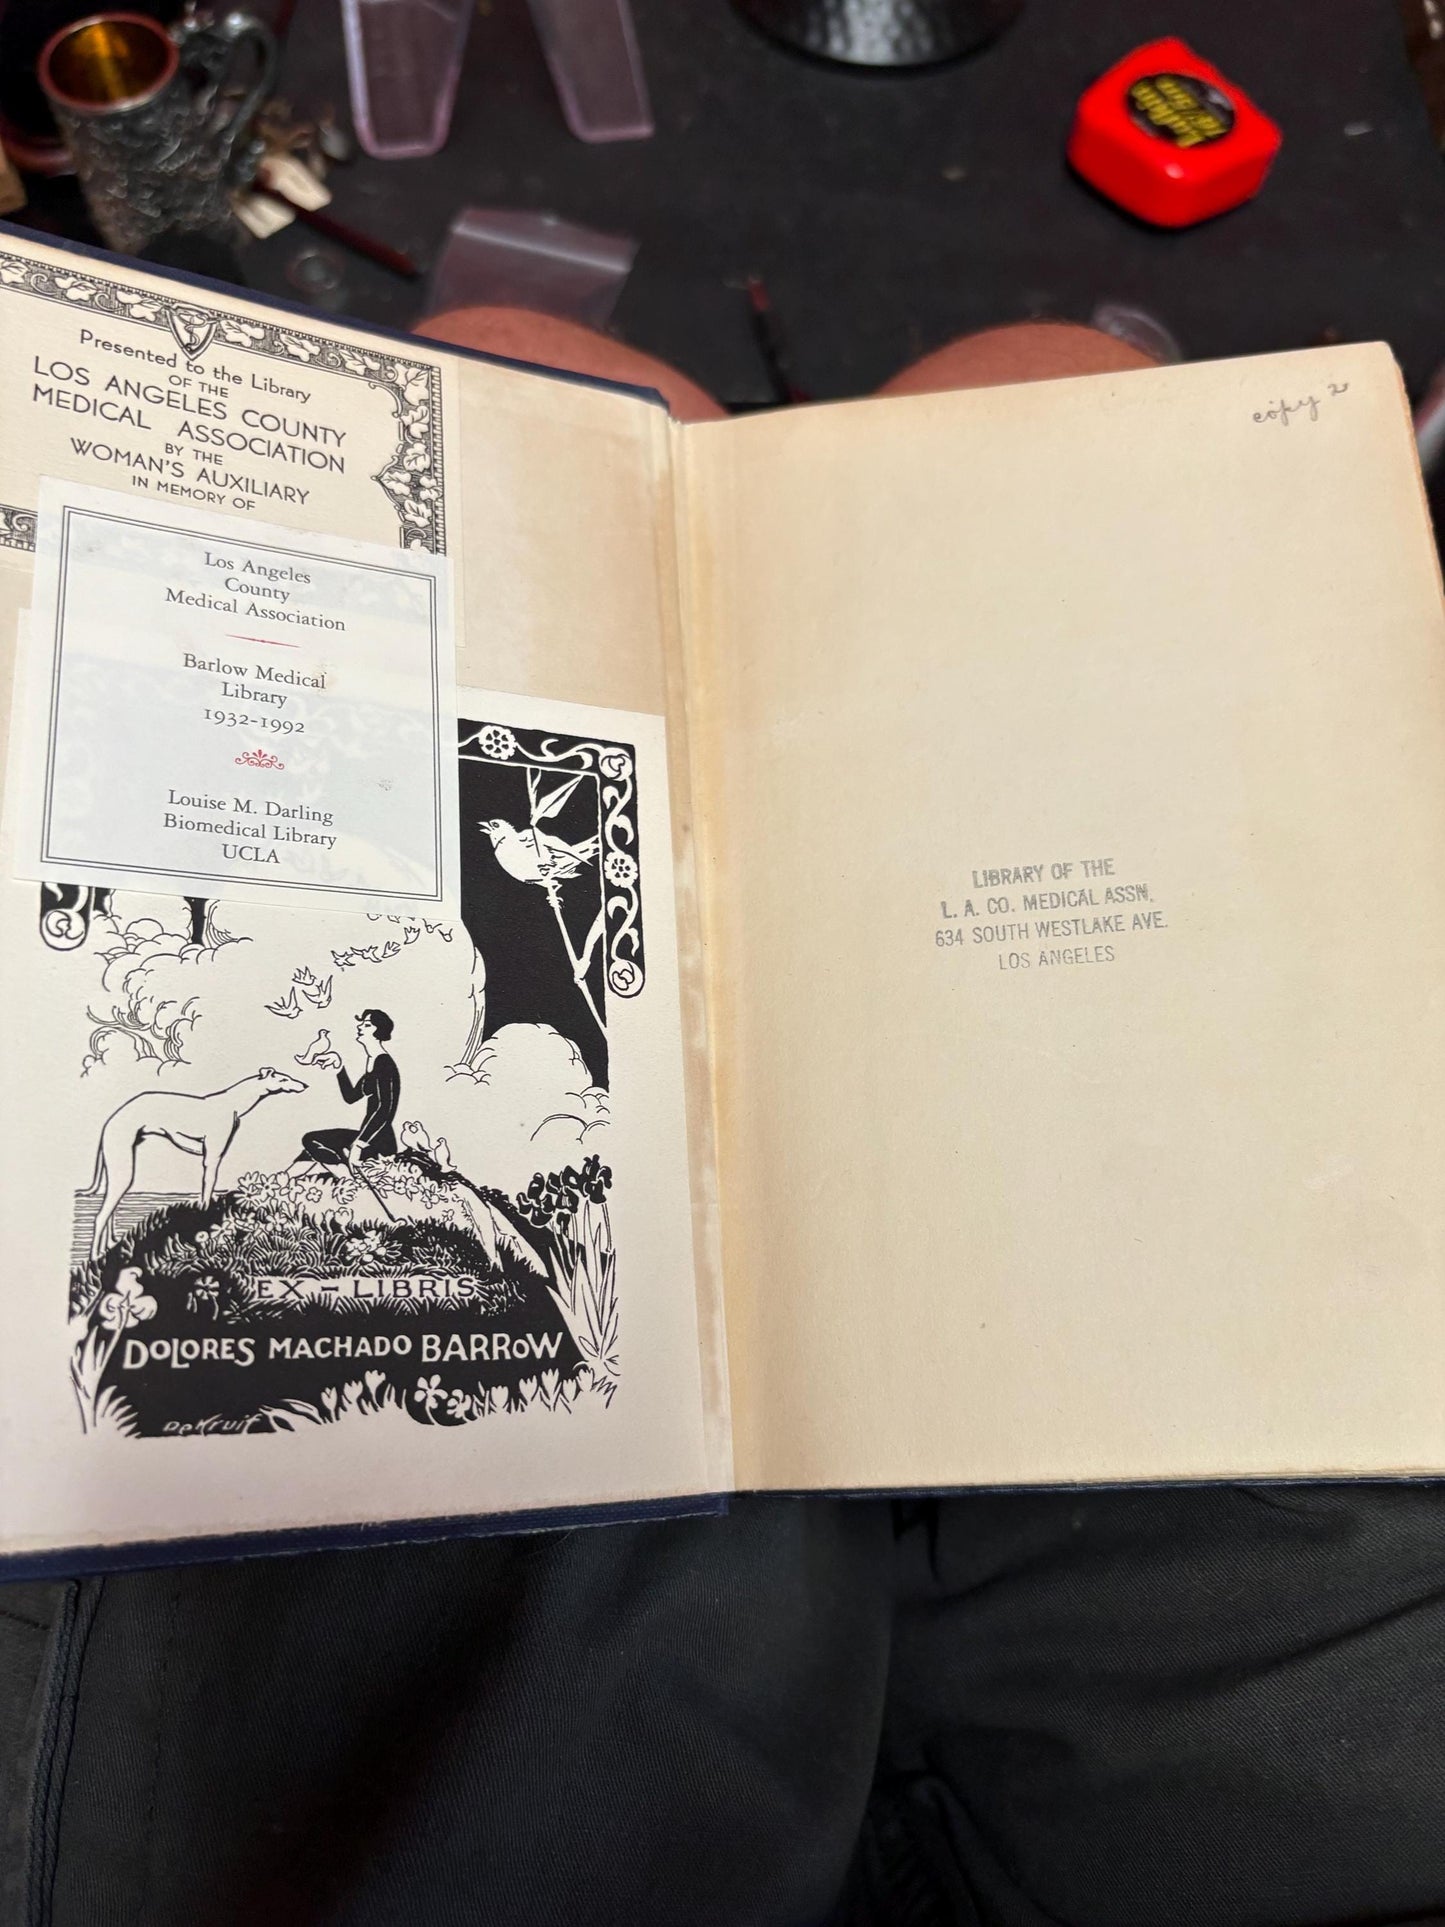 Presented to the Library
OF THE
LOS ANGELES COUNTY
MEDICAL ASSOCIATION
BY THE
WOMAN'S AUXILIARY
IN MEMORY OF
Los Angeles
County
Medical Association
Barlow Medical
Library
1932-1992
Louise M. Darling
Biomedical Library
UCLA
EX-LIBRIS
DOLORES MACHADO BARROW
DeKruif
copy 2
LIBRARY OF THE
L. A. CO. MEDICAL ASSN.
634 SOUTH WESTLAKE AVE.
LOS ANGELES